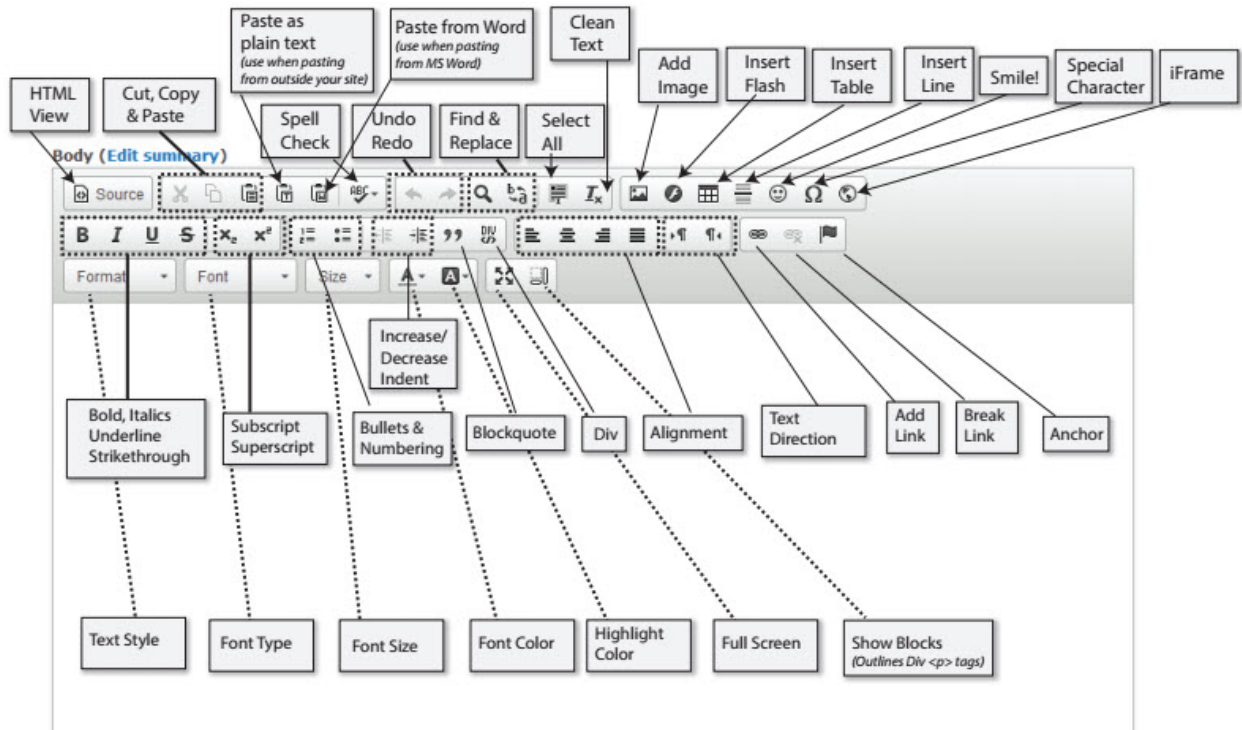 Paste as
plain text
(use when pasting
from outside your site)
Paste from Word
(use when pasting
from MS Word)
Clean
Text
Add
Image
Insert
Flash
Insert
Table
Insert
Line
Smile!
Special
Character
iFrame
HTML
View
Cut, Copy
& Paste
Spell
Check
Undo
Redo
Find &
Replace
Select
All
Body (Edit summary)
Source
ABC
Ω
B I U S
DIV
Format
Font
Size
A
A
Increase/
Decrease
Indent
Bold, Italics
Underline
Strikethrough
Subscript
Superscript
Bullets &
Numbering
Blockquote
Div
Alignment
Text
Direction
Add
Link
Break
Link
Anchor
Text Style
Font Type
Font Size
Font Color
Highlight
Color
Full Screen
Show Blocks
(Outlines Div <p> tags)